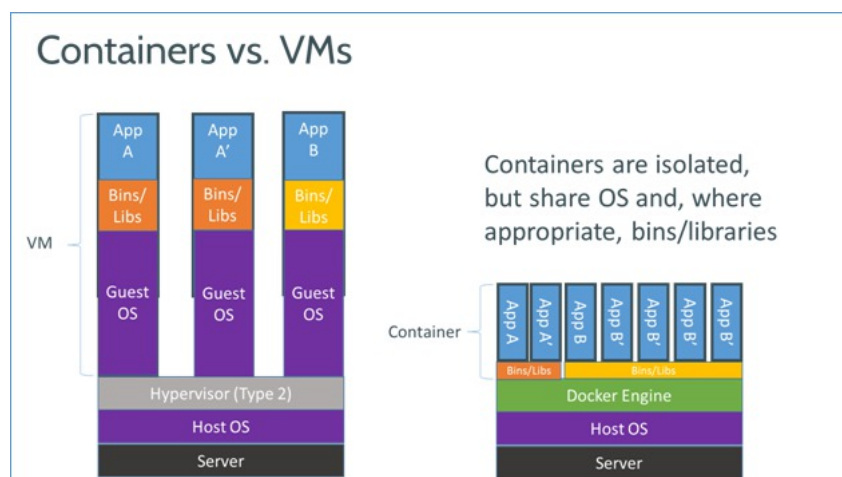 Containers vs. VMs
App
A
App
A'
App
B
Bins/
Libs
Bins/
Libs
Bins/
Libs
VM
Guest
OS
Guest
OS
Guest
OS
Hypervisor (Type 2)
Host OS
Server
Containers are isolated,
but share OS and, where
appropriate, bins/libraries
Container
App A
App A'
App B
App B'
App B'
App B'
App B'
Bins/Libs
Bins/Libs
Docker Engine
Host OS
Server